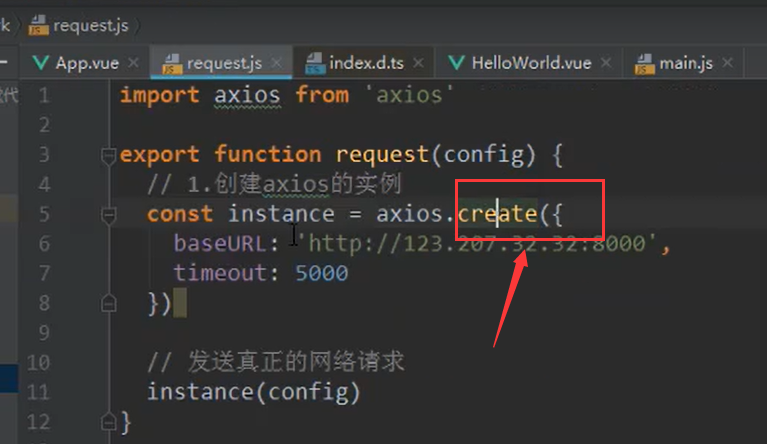 k request.js
App.vue request.js index.d.ts HelloWorld.vue main.js
代
1 import axios from 'axios'
2
3 export function request(config) {
4 // 1.创建axios的实例
5 const instance = axios.create({
6 baseURL: 'http://123.207.32.32:8000',
7 timeout: 5000
8 })
9
10 // 发送真正的网络请求
11 instance(config)
12 }